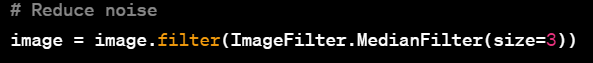 # Reduce noise
image = image.filter(ImageFilter.MedianFilter(size=3))